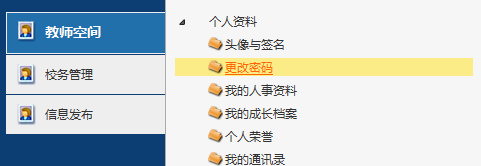 教师空间
校务管理
信息发布
个人资料
头像与签名
更改密码
我的人事资料
我的成长档案
个人荣誉
我的通讯录